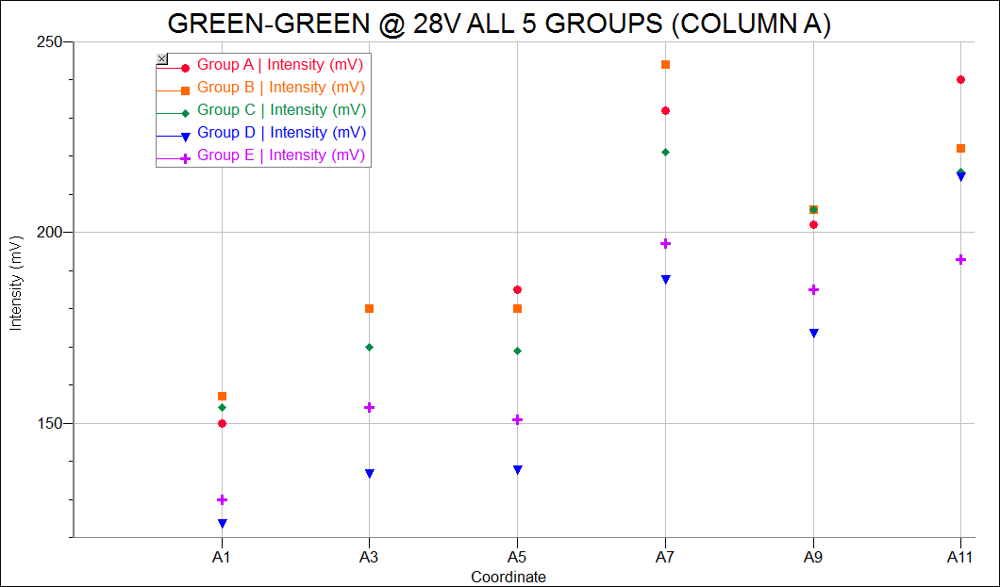 GREEN-GREEN @ 28V ALL 5 GROUPS (COLUMN A)
250
Group A | Intensity (mV)
Group B | Intensity (mV)
Group C | Intensity (mV)
Group D | Intensity (mV)
Group E | Intensity (mV)
200
Intensity (mV)
150
A1 A3 A5 A7 A9 A11
Coordinate